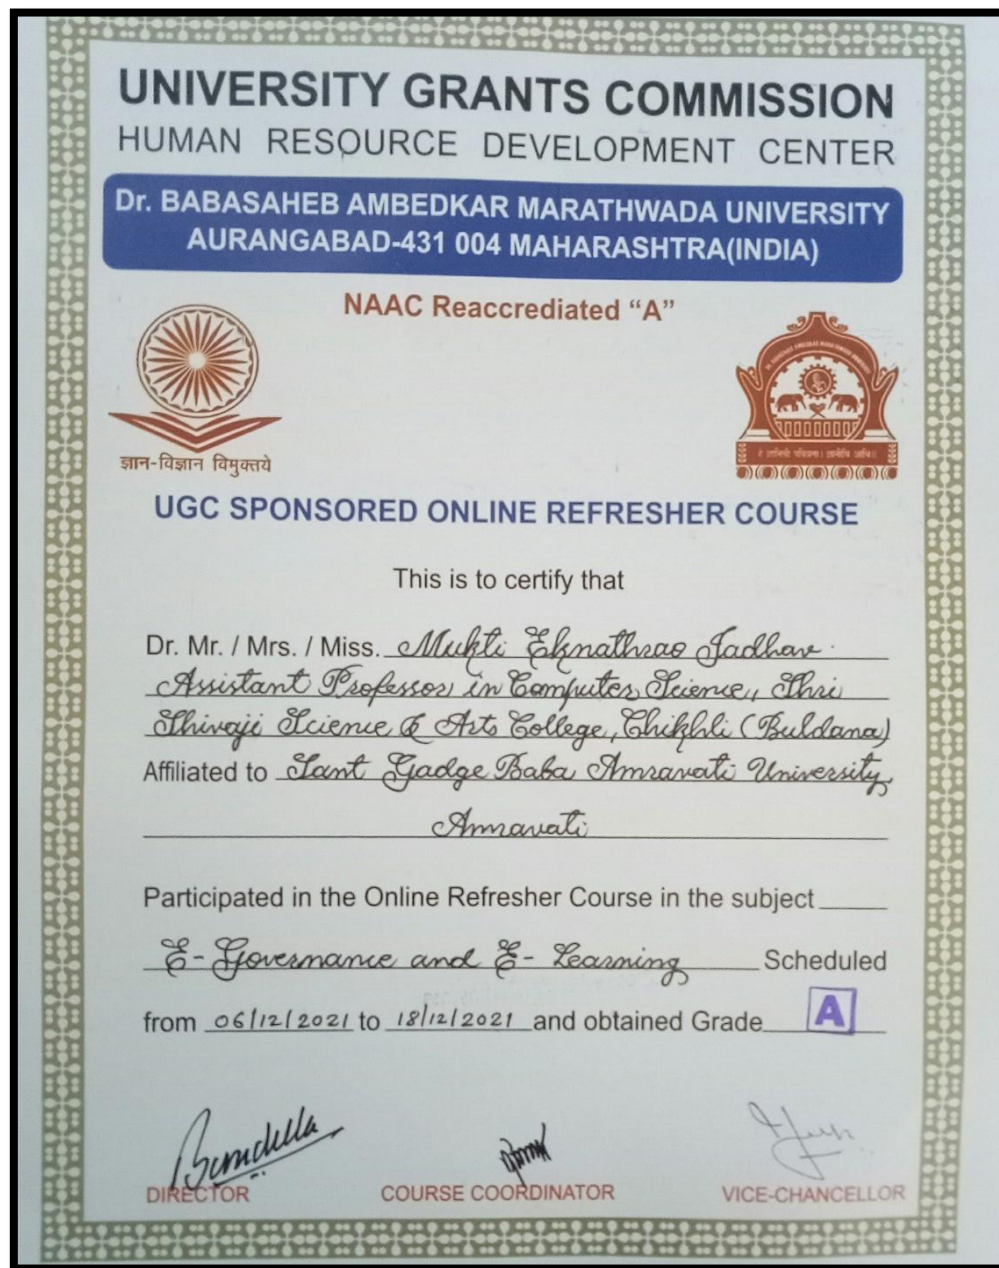 UNIVERSITY GRANTS COMMISSION
HUMAN RESOURCE DEVELOPMENT CENTER
Dr. BABASAHEB AMBEDKAR MARATHWADA UNIVERSITY
AURANGABAD-431 004 MAHARASHTRA(INDIA)
NAAC Reaccrediated “A”
ज्ञान-विज्ञान विमुक्तये
UGC SPONSORED ONLINE REFRESHER COURSE
This is to certify that
Dr. Mr. / Mrs. / Miss. Mukti Eknathrao Jadhav
Assistant Professor in Computer Science, Shri
Shivaji Science & Arts College, Chikhli (Buldana)
Affiliated to Sant Gadge Baba Amravati University,
Amravati
Participated in the Online Refresher Course in the subject
E-Governance and E-Learning Scheduled
from 06/12/2021 to 18/12/2021 and obtained Grade A
DIRECTOR COURSE COORDINATOR VICE-CHANCELLOR